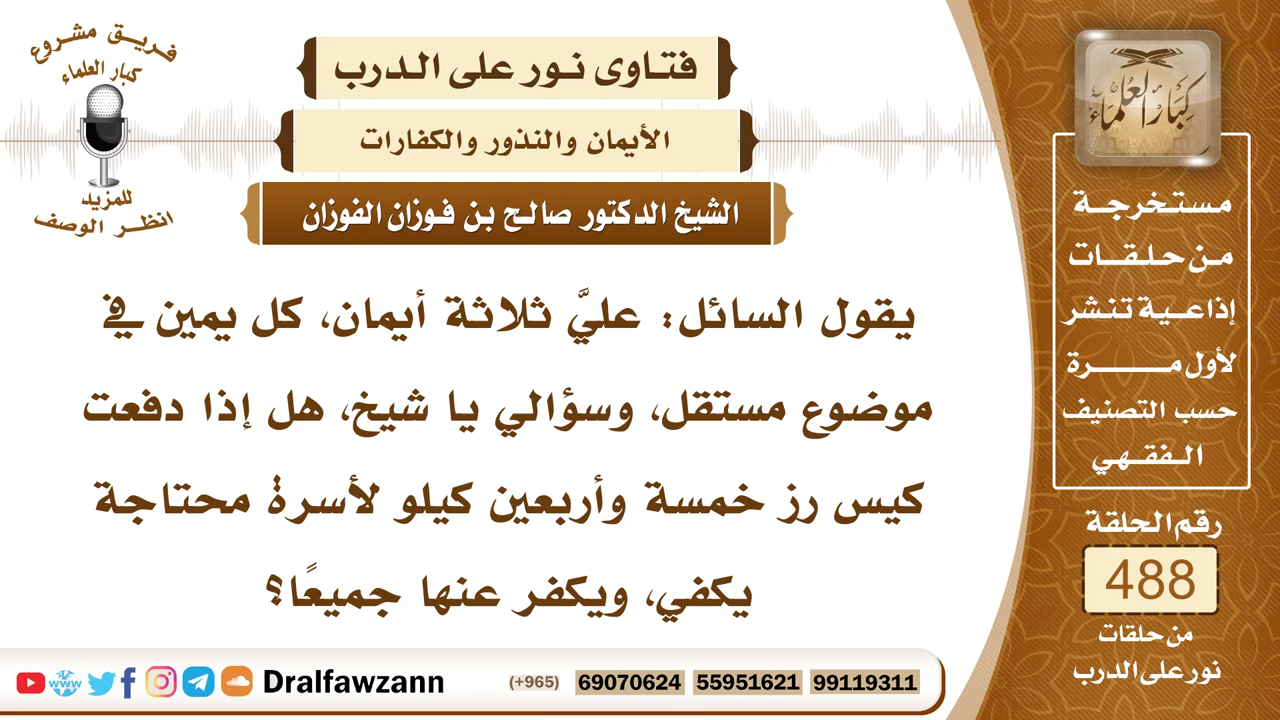 فريق مشروع
كبار العلماء
للمزيد
انظر الوصف
فتاوى نور على الدرب
الأيمان والنذور والكفارات
الشيخ الدكتور صالح بن فوزان الفوزان
يقول السائل: عليَّ ثلاثة أيمان، كل يمين في
موضوع مستقل، وسؤالي يا شيخ، هل إذا دفعت
كيس رز خمسة وأربعين كيلو لأسرة محتاجة
يكفي، ويكفر عنها جميعًا؟
كبار العلماء
مستخرجة
من حلقات
إذاعية تنشر
لأول مرة
حسب التصنيف
الفقهي
رقم الحلقة
488
من حلقات
نور على الدرب
www
Dralfawzann (+965) 69070624 55951621 99119311